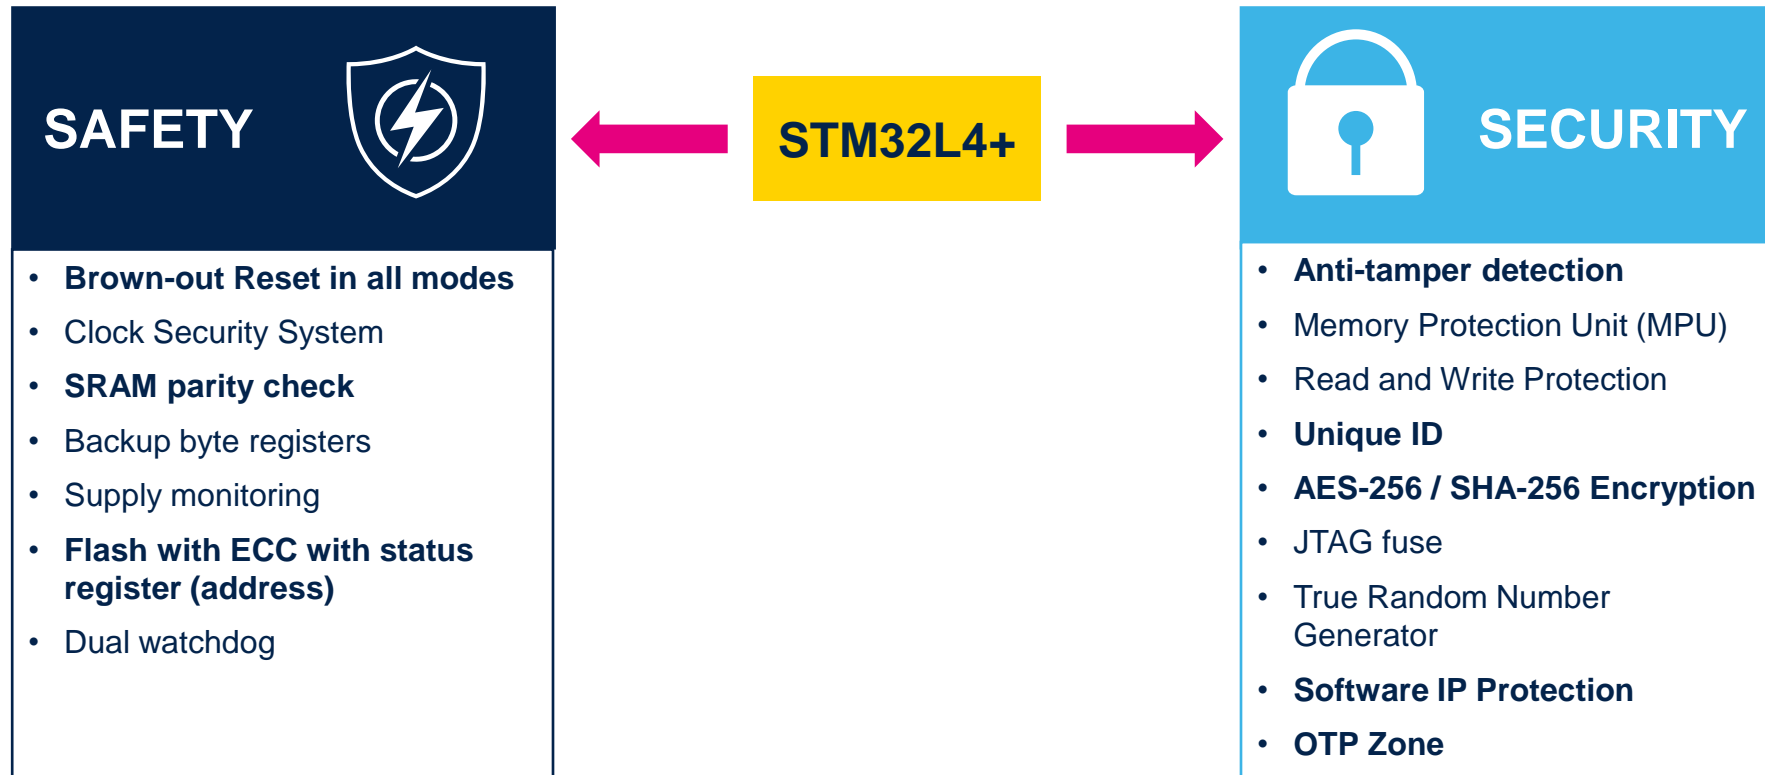 SAFETY
• Brown-out Reset in all modes
• Clock Security System
• SRAM parity check
• Backup byte registers
• Supply monitoring
• Flash with ECC with status
register (address)
• Dual watchdog
STM32L4+
SECURITY
• Anti-tamper detection
• Memory Protection Unit (MPU)
• Read and Write Protection
• Unique ID
• AES-256 / SHA-256 Encryption
• JTAG fuse
• True Random Number
Generator
• Software IP Protection
• OTP Zone